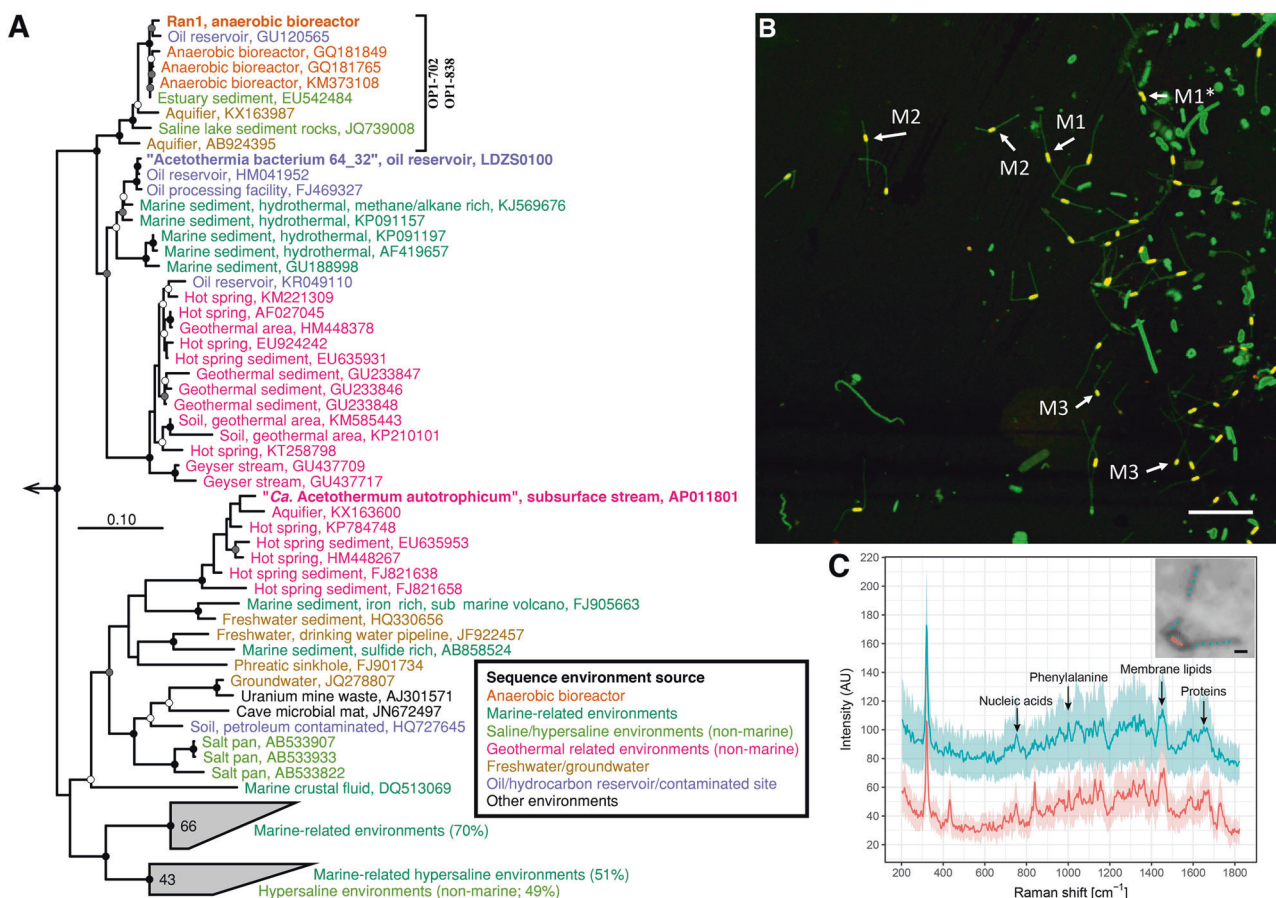 A
Ran1, anaerobic bioreactor
Oil reservoir, GU120565
Anaerobic bioreactor, GQ181849
Anaerobic bioreactor, GQ181765
Anaerobic bioreactor, KM373108
Estuary sediment, EU542484
Aquifier, KX163987
Saline lake sediment rocks, JQ739008
Aquifier, AB924395
OP1-702
OP1-838
"Acetothermia bacterium 64_32", oil reservoir, LDZS0100
Oil reservoir, HM041952
Oil processing facility, FJ469327
Marine sediment, hydrothermal, methane/alkane rich, KJ569676
Marine sediment, hydrothermal, KP091157
Marine sediment, hydrothermal, KP091197
Marine sediment, hydrothermal, AF419657
Marine sediment, GU188998
Oil reservoir, KR049110
Hot spring, KM221309
Hot spring, AF027045
Geothermal area, HM448378
Hot spring, EU924242
Hot spring sediment, EU635931
Geothermal sediment, GU233847
Geothermal sediment, GU233846
Geothermal sediment, GU233848
Soil, geothermal area, KM585443
Soil, geothermal area, KP210101
Hot spring, KT258798
Geyser stream, GU437709
Geyser stream, GU437717
"Ca. Acetothermum autotrophicum", subsurface stream, AP011801
0.10
Aquifier, KX163600
Hot spring, KP784748
Hot spring sediment, EU635953
Hot spring, HM448267
Hot spring sediment, FJ821638
Hot spring sediment, FJ821658
Marine sediment, iron rich, sub marine volcano, FJ905663
Freshwater sediment, HQ330656
Freshwater, drinking water pipeline, JF922457
Marine sediment, sulfide rich, AB858524
Phreatic sinkhole, FJ901734
Groundwater, JQ278807
Uranium mine waste, AJ301571
Cave microbial mat, JN672497
Soil, petroleum contaminated, HQ727645
Salt pan, AB533907
Salt pan, AB533933
Salt pan, AB533822
Marine crustal fluid, DQ513069
66
Marine-related environments (70%)
43
Marine-related hypersaline environments (51%)
Hypersaline environments (non-marine; 49%)
Sequence environment source
Anaerobic bioreactor
Marine-related environments
Saline/hypersaline environments (non-marine)
Geothermal related environments (non-marine)
Freshwater/groundwater
Oil/hydrocarbon reservoir/contaminated site
Other environments
B
M1*
M2
M1
M2
M3
M3
C
Intensity (AU)
220
200
180
160
140
120
100
80
60
40
20
0
Nucleic acids
Phenylalanine
Membrane lipids
Proteins
200 400 600 800 1000 1200 1400 1600 1800
Raman shift [cm⁻¹]